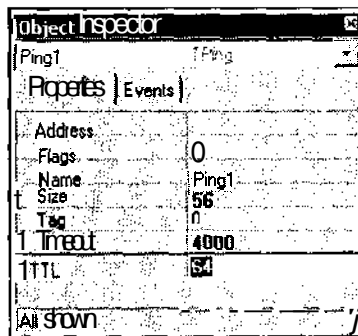 Object Inspector
Ping1 TPing
Properties Events
Address
Flags 0
Name Ping1
Size 56
Tag 0
Timeout 4000
TTL 64
All shown